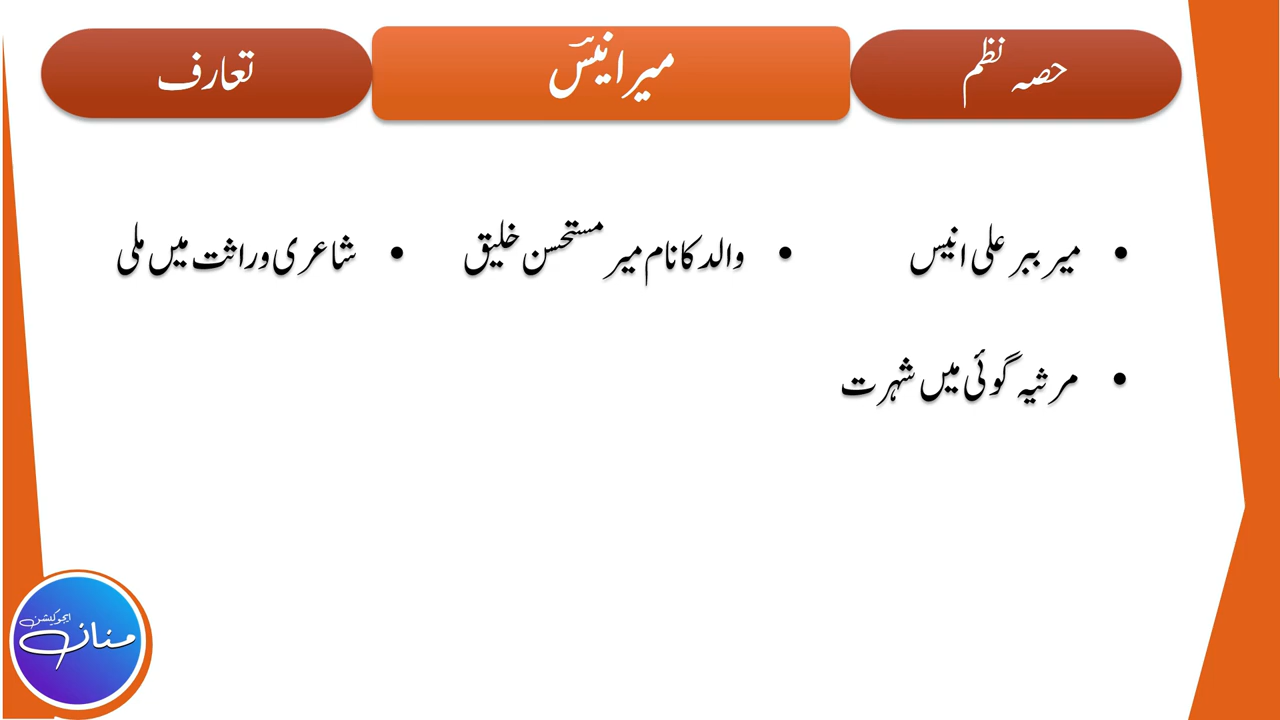 حصہ نظم
میر انیسؔ
تعارف
میر ببر علی انیس
والد کا نام میر مستحسن خلیق
شاعری وراثت میں ملی
مرثیہ گوئی میں شہرت
ایجوکیشن
منان